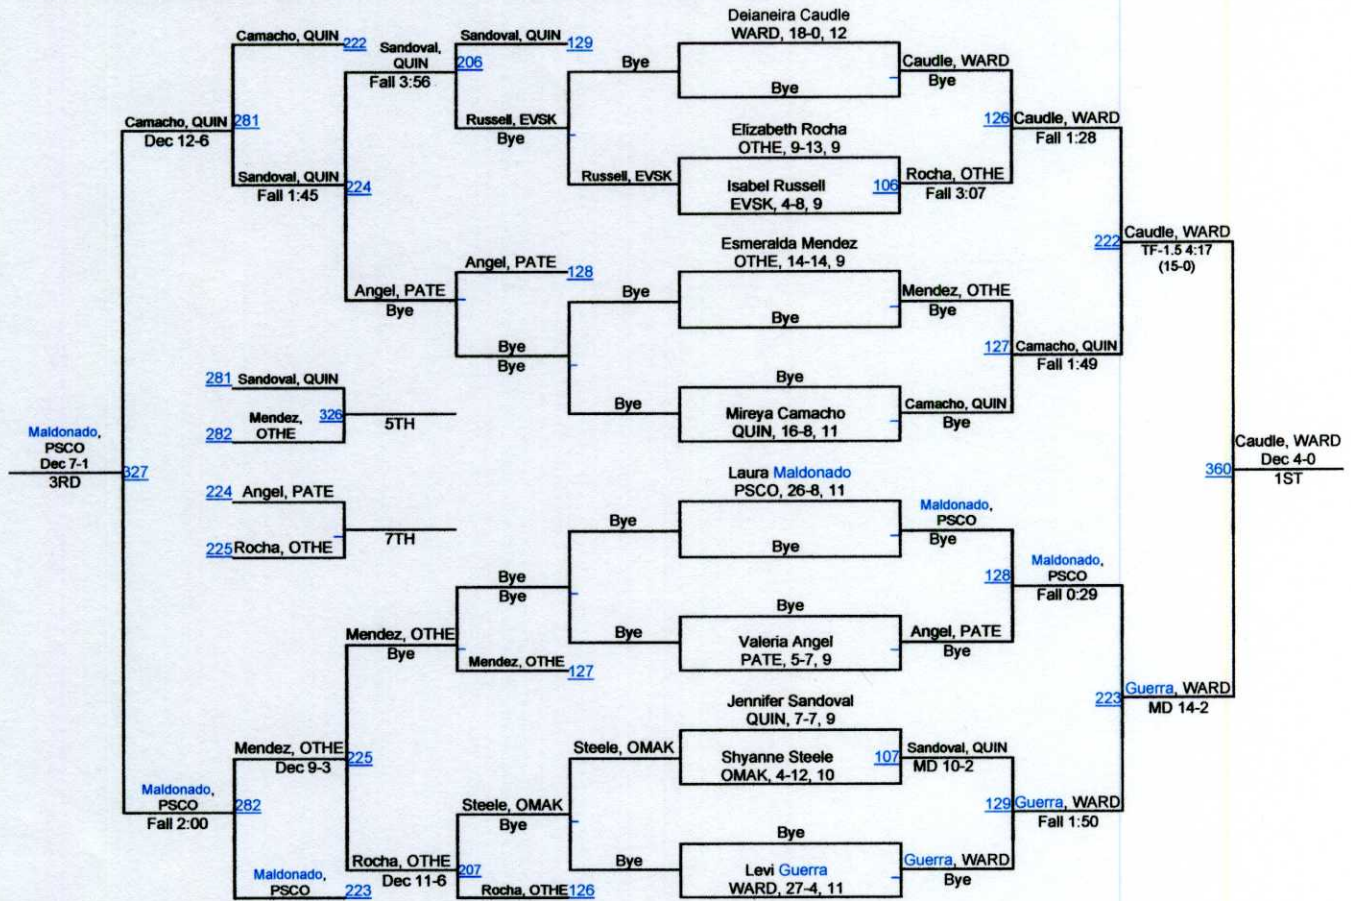 Camacho, QUIN
222
Camacho, QUIN
281
Dec 12-6
Sandoval, QUIN
Fall 1:45
224
Sandoval,
QUIN
Fall 3:56
206
Sandoval, QUIN
129
Russell, EVSK
Bye
Bye
Russell, EVSK
Deianeira Caudle
WARD, 18-0, 12
Bye
Caudle, WARD
Bye
Elizabeth Rocha
OTHE, 9-13, 9
Isabel Russell
EVSK, 4-8, 9
106
Rocha, OTHE
Fall 3:07
126
Caudle, WARD
Fall 1:28
Angel, PATE
Bye
Angel, PATE
128
Bye
Bye
Bye
Bye
Esmeralda Mendez
OTHE, 14-14, 9
Bye
Mendez, OTHE
Bye
Bye
Mireya Camacho
QUIN, 16-8, 11
Camacho, QUIN
Bye
127
Camacho, QUIN
Fall 1:49
222
Caudle, WARD
TF-1.5 4:17
(15-0)
281
Sandoval, QUIN
Mendez,
OTHE
282
326
5TH
224
Angel, PATE
225
Rocha, OTHE
7TH
Maldonado,
PSCO
Dec 7-1
3RD
327
360
Caudle, WARD
Dec 4-0
1ST
Laura Maldonado
PSCO, 26-8, 11
Bye
Maldonado,
PSCO
Bye
Bye
Bye
Valeria Angel
PATE, 5-7, 9
Angel, PATE
Bye
128
Maldonado,
PSCO
Fall 0:29
Bye
Bye
Bye
Mendez, OTHE
Bye
Mendez, OTHE
127
Mendez, OTHE
Dec 9-3
225
Maldonado,
PSCO
Fall 2:00
282
Maldonado,
PSCO
223
Rocha, OTHE
Dec 11-6
207
Steele, OMAK
Bye
Rocha, OTHE
126
Steele, OMAK
Bye
Jennifer Sandoval
QUIN, 7-7, 9
Shyanne Steele
OMAK, 4-12, 10
107
Sandoval, QUIN
MD 10-2
Bye
Levi Guerra
WARD, 27-4, 11
Guerra, WARD
Bye
129
Guerra, WARD
Fall 1:50
223
Guerra, WARD
MD 14-2